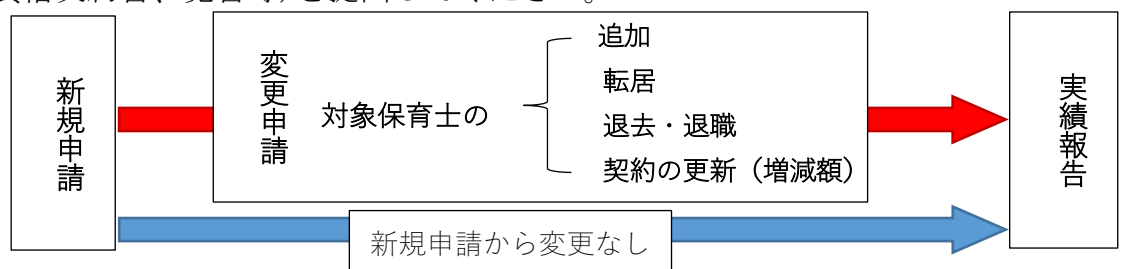 新規申請
変更申請
対象保育士の
追加
転居
退去・退職
契約の更新（増減額）
実績報告
新規申請から変更なし